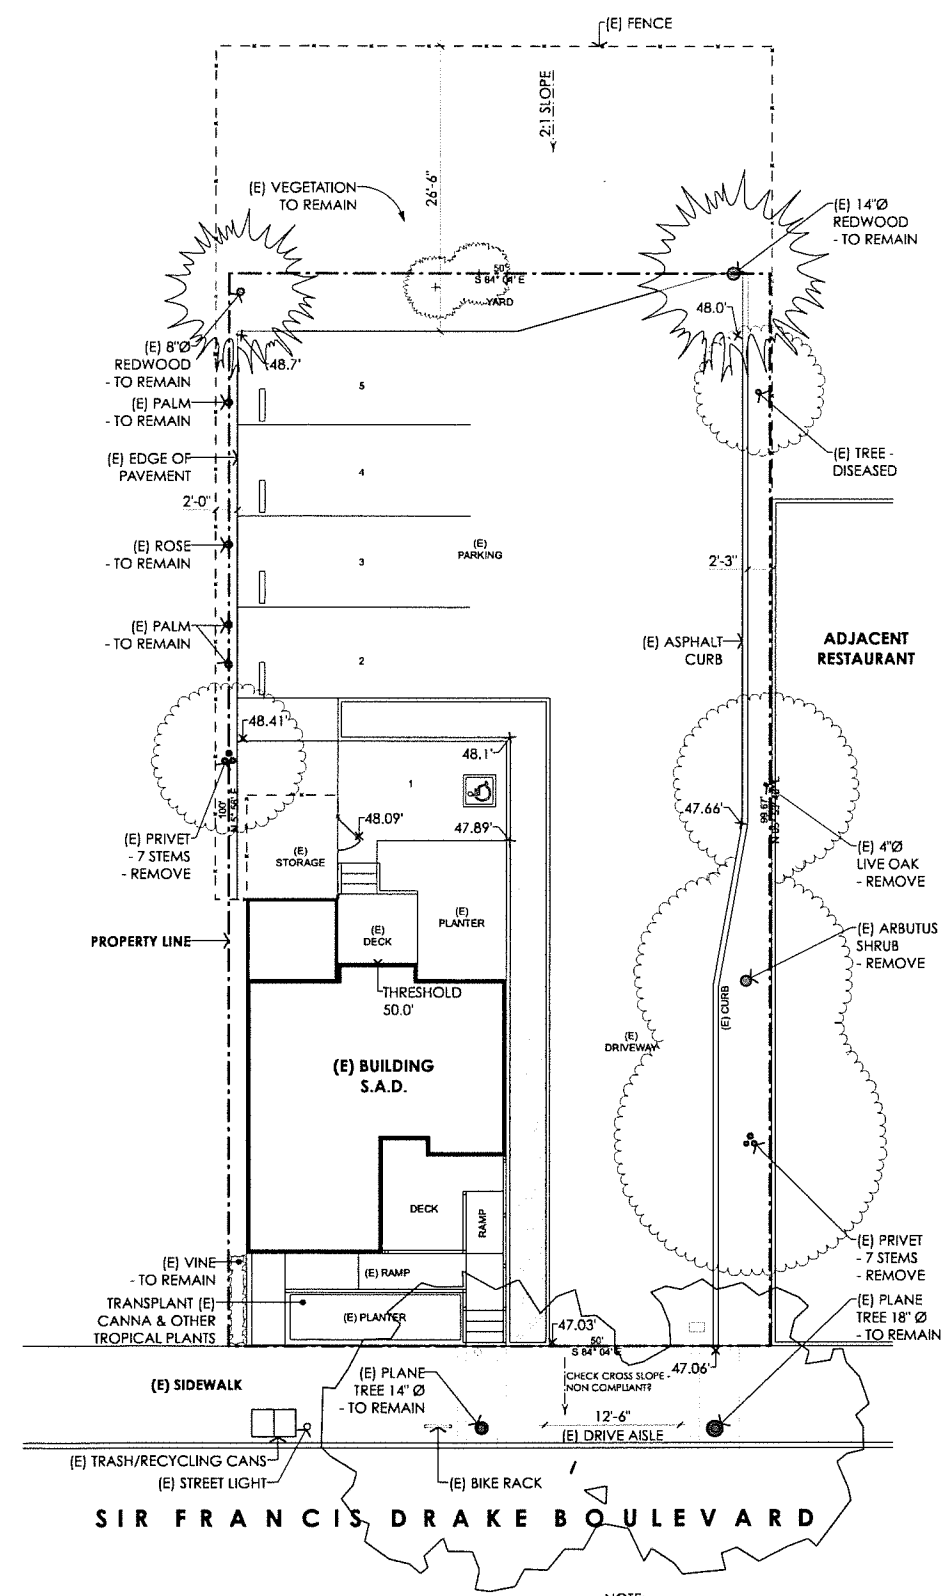 (E) FENCE
2:1 SLOPE
26'-6"
(E) VEGETATION
TO REMAIN
(E) 14"Ø
REDWOOD
- TO REMAIN
50'
S 84° 04' E
YARD
48.0'
(E) 8"Ø
REDWOOD
- TO REMAIN
48.7'
5
(E) PALM
- TO REMAIN
(E) EDGE OF
PAVEMENT
4
(E) TREE -
DISEASED
2'-0"
(E) ROSE
- TO REMAIN
(E)
PARKING
3
2'-3"
(E) PALM
- TO REMAIN
2
(E) ASPHALT
CURB
ADJACENT
RESTAURANT
48.41'
48.1'
1
100'
99.67'
48.09'
47.89'
47.66'
(E) PRIVET
- 7 STEMS
- REMOVE
(E)
STORAGE
(E) 4"Ø
LIVE OAK
- REMOVE
(E)
PLANTER
(E)
DECK
PROPERTY LINE
(E) ARBUTUS
SHRUB
- REMOVE
THRESHOLD
50.0'
(E) CURB
(E)
DRIVEWAY
(E) BUILDING
S.A.D.
DECK
RAMP
(E) PRIVET
- 7 STEMS
- REMOVE
(E) VINE
- TO REMAIN
(E) RAMP
TRANSPLANT (E)
CANNA & OTHER
TROPICAL PLANTS
(E) PLANTER
(E) PLANE
TREE 18" Ø
- TO REMAIN
47.03'
50'
S 84° 04' E
47.06'
(E) SIDEWALK
(E) PLANE
TREE 14" Ø
- TO REMAIN
CHECK CROSS SLOPE -
NON COMPLIANT?
12'-6"
(E) DRIVE AISLE
(E) TRASH/RECYCLING CANS
(E) STREET LIGHT
(E) BIKE RACK
SIR FRANCIS DRAKE BOULEVARD
NOTE